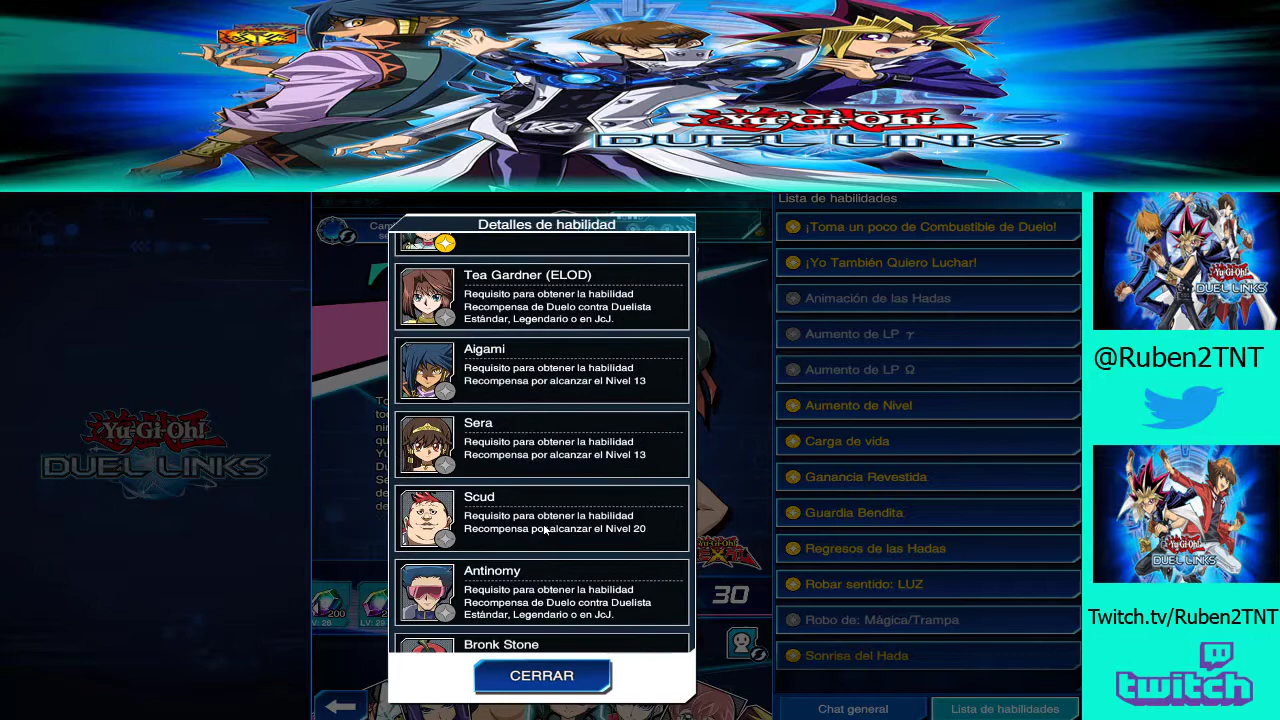 Yu-Gi-Oh!
DUEL LINKS
KC
Detalles de habilidad
Tea Gardner (ELOD)
Requisito para obtener la habilidad
Recompensa de Duelo contra Duelista
Estándar, Legendario o en JcJ.
Aigami
Requisito para obtener la habilidad
Recompensa por alcanzar el Nivel 13
Sera
Requisito para obtener la habilidad
Recompensa por alcanzar el Nivel 13
Scud
Requisito para obtener la habilidad
Recompensa por alcanzar el Nivel 20
Antinomy
Requisito para obtener la habilidad
Recompensa de Duelo contra Duelista
Estándar, Legendario o en JcJ.
Bronk Stone
CERRAR
Yu-Gi-Oh!
DUEL LINKS
200
LV: 28
LV: 29
30
Lista de habilidades
¡Toma un poco de Combustible de Duelo!
¡Yo También Quiero Luchar!
Animación de las Hadas
Aumento de LP γ
Aumento de LP Ω
Aumento de Nivel
Carga de vida
Ganancia Revestida
Guardia Bendita
Regresos de las Hadas
Robar sentido: LUZ
Robo de: Mágica/Trampa
Sonrisa del Hada
Chat general
Lista de habilidades
Yu-Gi-Oh!
DUEL LINKS
@Ruben2TNT
Yu-Gi-Oh!
DUEL LINKS
Twitch.tv/Ruben2TNT
twitch